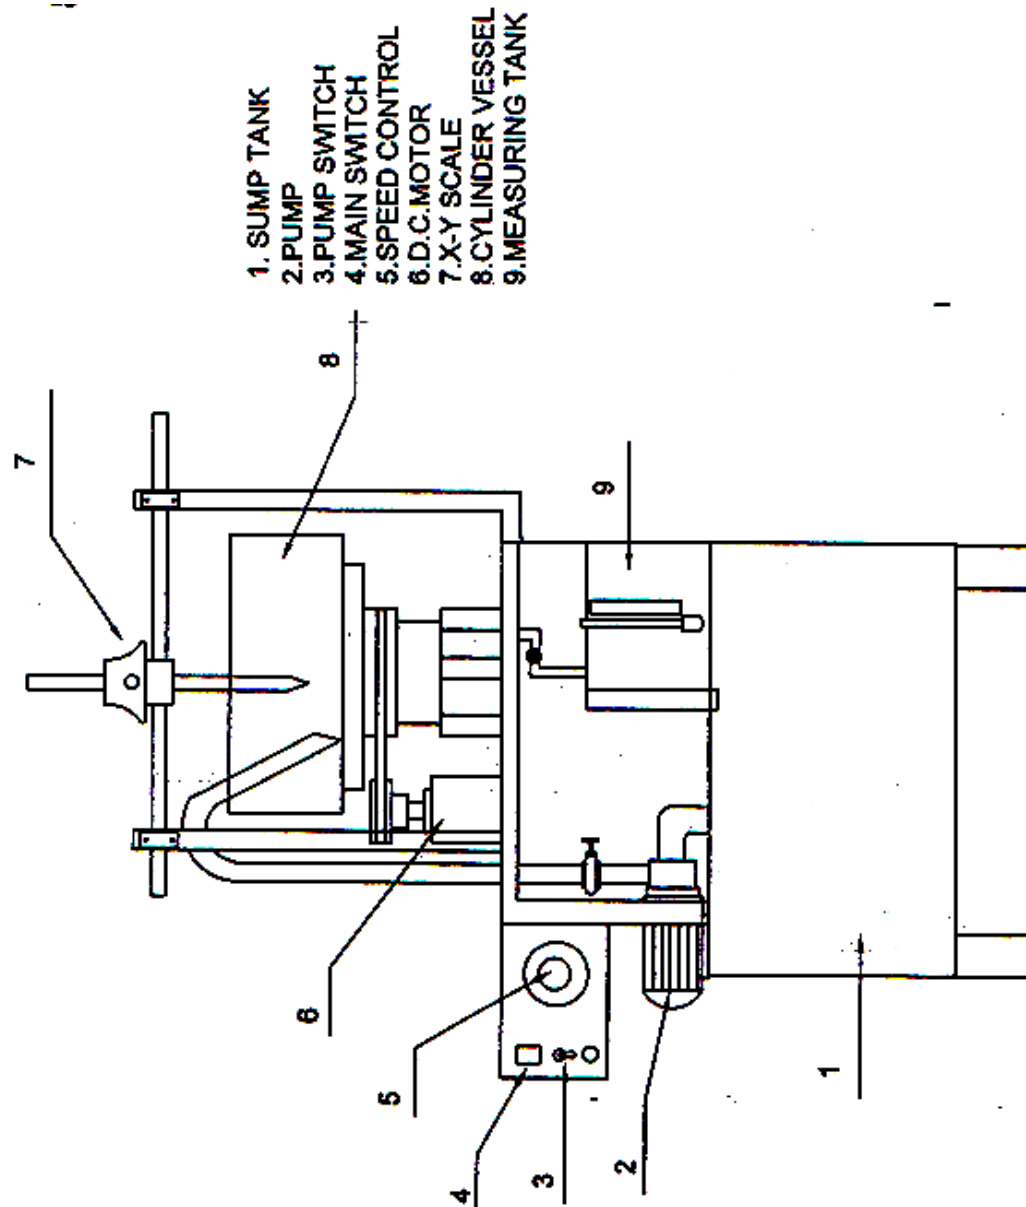 1. SUMP TANK
2.PUMP
3.PUMP SWITCH
4.MAIN SWITCH
5.SPEED CONTROL
6.D.C.MOTOR
7.X-Y SCALE
8.CYLINDER VESSEL
9.MEASURING TANK
7
8
9
6
5
4
3
2
1